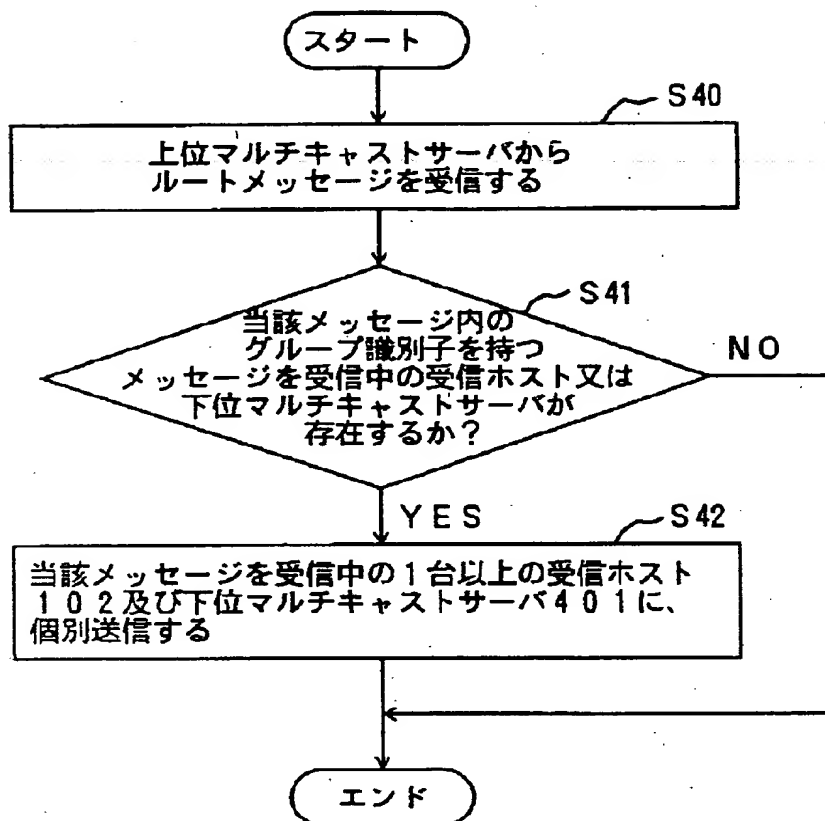 スタート
S40
上位マルチキャストサーバから
ルートメッセージを受信する
S41
当該メッセージ内の
グループ識別子を持つ
メッセージを受信中の受信ホスト又は
下位マルチキャストサーバが
存在するか？
NO
YES
S42
当該メッセージを受信中の１台以上の受信ホスト
１０２及び下位マルチキャストサーバ４０１に、
個別送信する
エンド